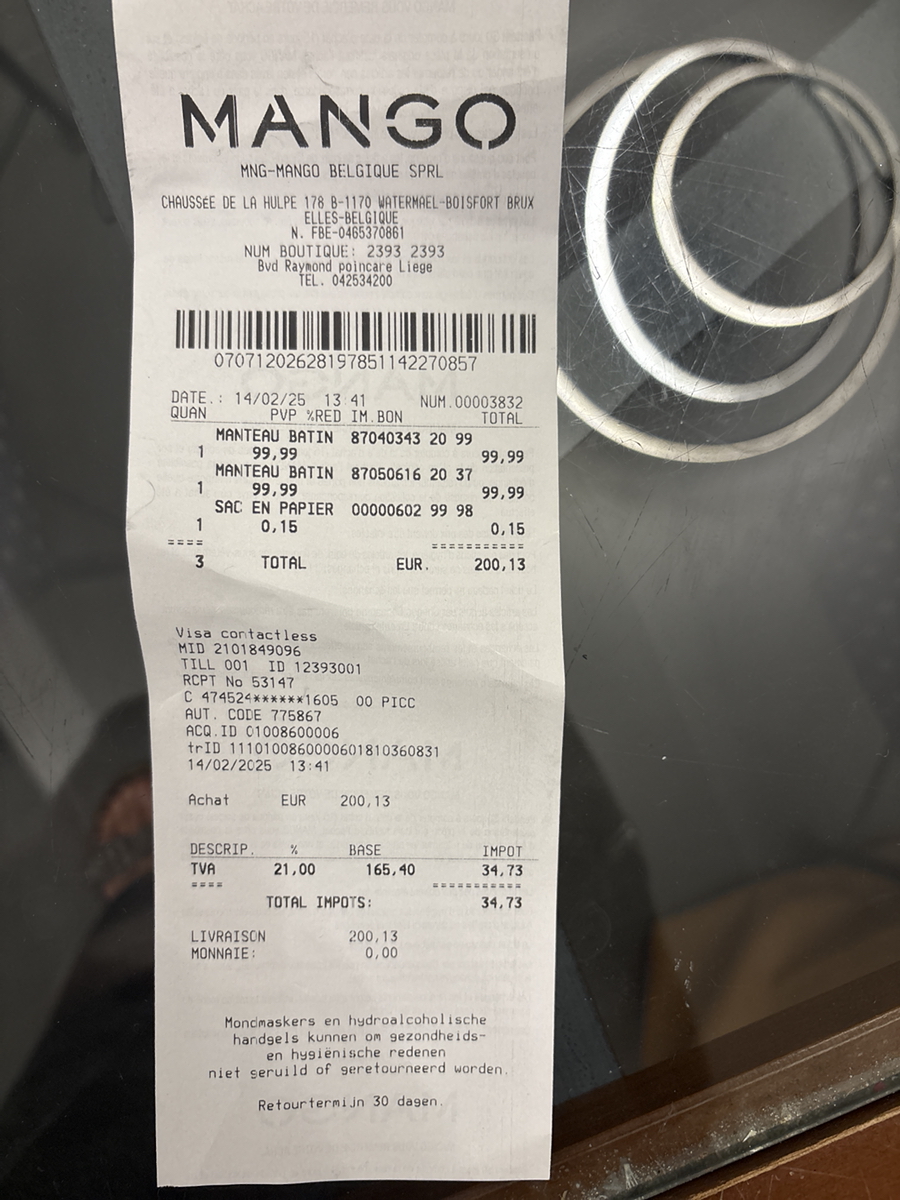 MANGO
MNG-MANGO BELGIQUE SPRL
CHAUSSéE DE LA HULPE 178 B-1170 WATERMAEL-BOISFORT BRUX
ELLES-BELGIQUE
N. FBE-0465370861
NUM BOUTIQUE: 2393 2393
Bvd Raymond poincare Liege
TEL. 042534200
07071202628197851142270857
DATE.: 14/02/25 13:41 NUM.00003832
QUAN PVP %RED IM.BON TOTAL
MANTEAU BATIN 87040343 20 99
1 99,99 99,99
MANTEAU BATIN 87050616 20 37
1 99,99 99,99
SAC EN PAPIER 00000602 99 98
1 0,15 0,15
==== ===========
3 TOTAL EUR. 200,13
Visa contactless
MID 2101849096
TILL 001 ID 12393001
RCPT No 53147
C 474524******1605 00 PICC
AUT. CODE 775867
ACQ.ID 01008600006
trID 1110100860000601810360831
14/02/2025 13:41
Achat EUR 200,13
DESCRIP. % BASE IMPOT
TVA 21,00 165,40 34,73
==== ===========
TOTAL IMPOTS: 34,73
LIVRAISON 200,13
MONNAIE: 0,00
Mondmaskers en hydroalcoholische
handgels kunnen om gezondheids-
en hygiënische redenen
niet geruild of geretourneerd worden.
Retourtermijn 30 dagen.